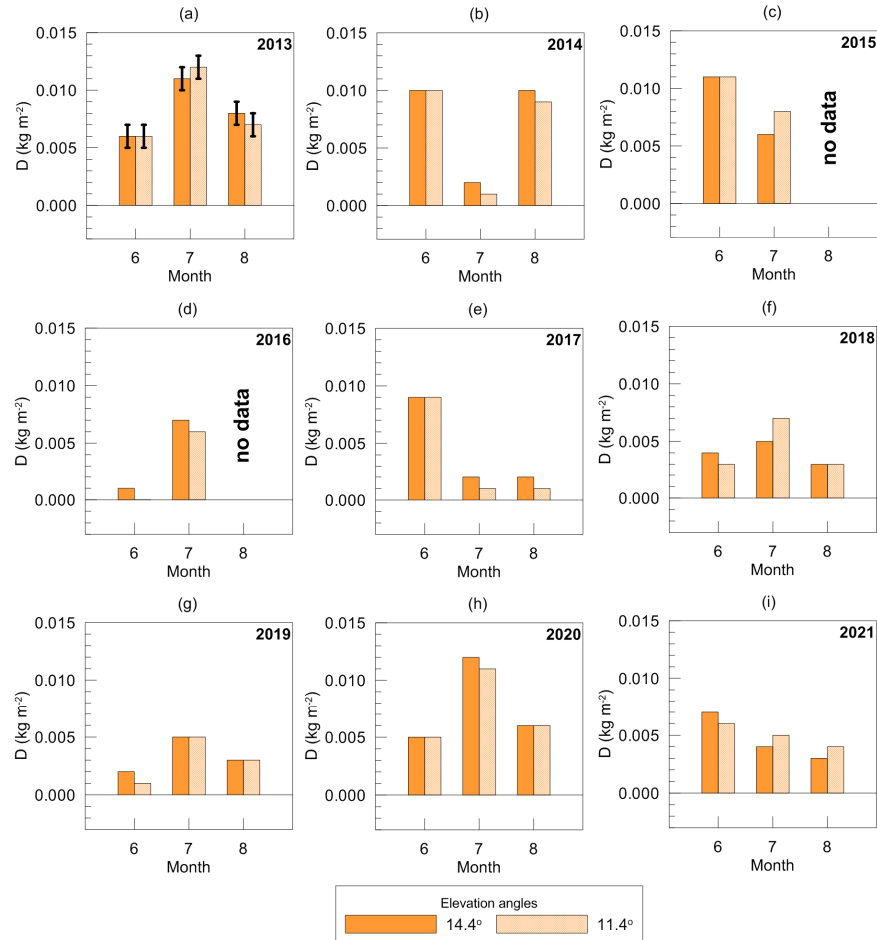 (a)
2013
0.015
0.010
0.005
0.000
D (kg m-2)
6 7 8
Month
(b)
2014
0.015
0.010
0.005
0.000
D (kg m-2)
6 7 8
Month
(c)
2015
0.015
0.010
0.005
0.000
D (kg m-2)
no data
6 7 8
Month
(d)
2016
0.015
0.010
0.005
0.000
D (kg m-2)
no data
6 7 8
Month
(e)
2017
0.015
0.010
0.005
0.000
D (kg m-2)
6 7 8
Month
(f)
2018
0.015
0.010
0.005
0.000
D (kg m-2)
6 7 8
Month
(g)
2019
0.015
0.010
0.005
0.000
D (kg m-2)
6 7 8
Month
(h)
2020
0.015
0.010
0.005
0.000
D (kg m-2)
6 7 8
Month
(i)
2021
0.015
0.010
0.005
0.000
D (kg m-2)
6 7 8
Month
Elevation angles
14.4° 11.4°